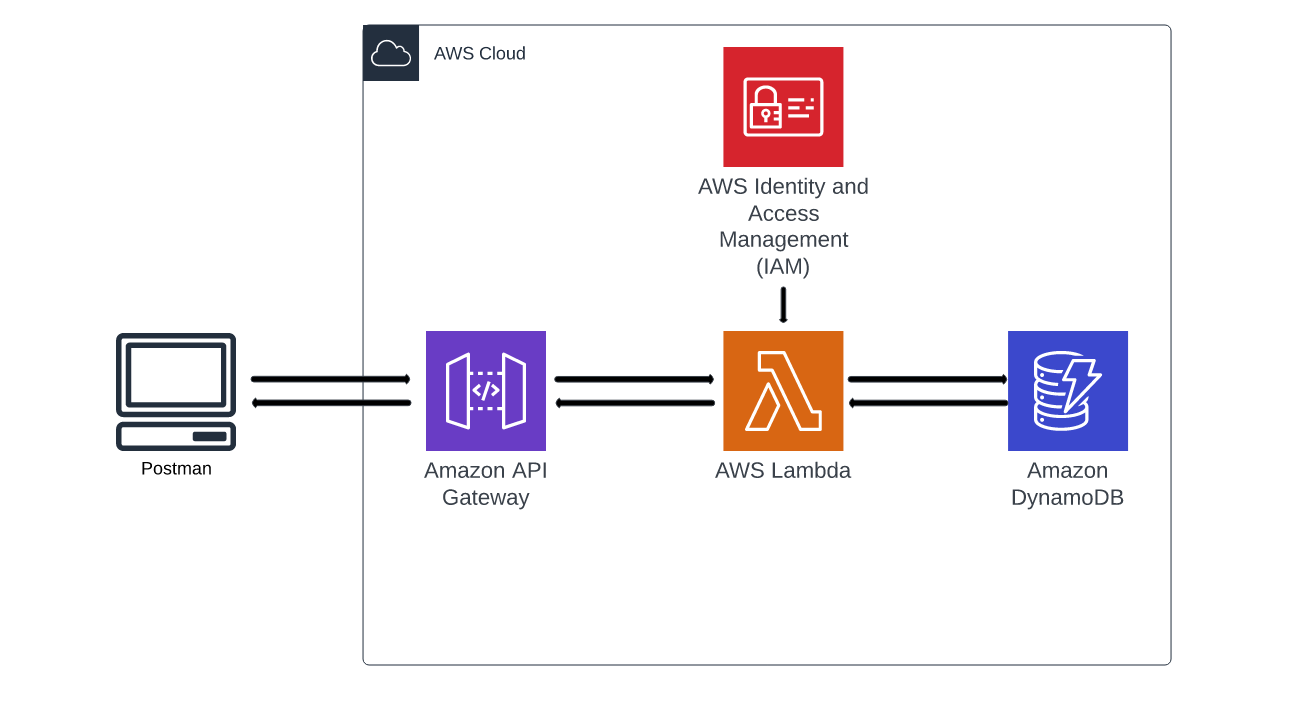 AWS Cloud
AWS Identity and
Access
Management
(IAM)
</>
Postman
Amazon API
Gateway
AWS Lambda
Amazon
DynamoDB